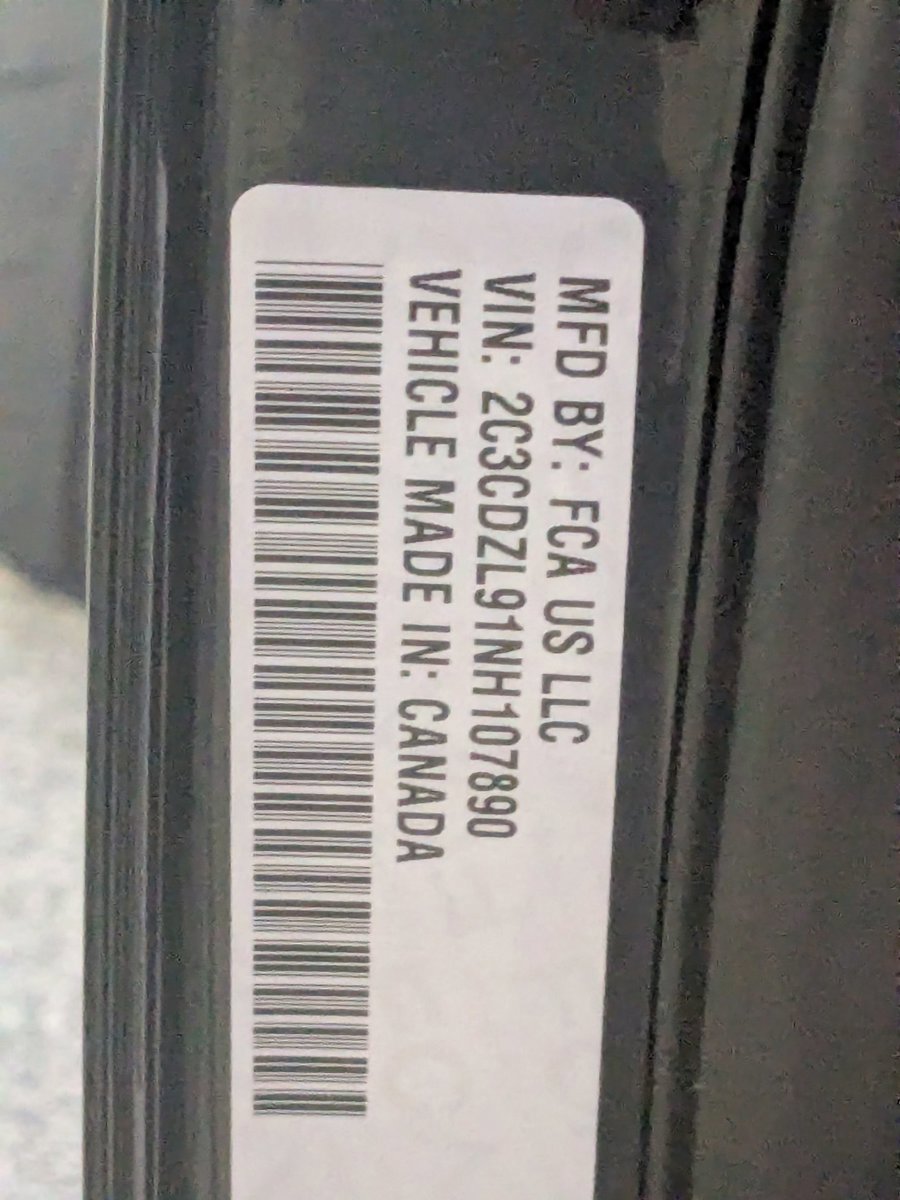 MFD BY: FCA US LLC
VIN: 2C3CDZL91NH107890
VEHICLE MADE IN: CANADA